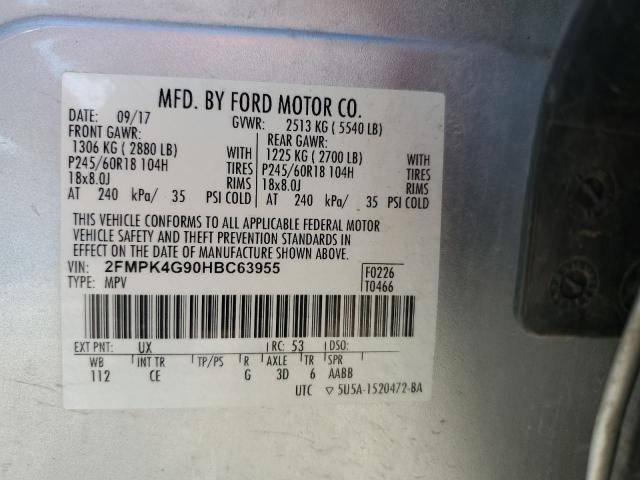 MFD. BY FORD MOTOR CO.
DATE: 09/17 GVWR: 2513 KG ( 5540 LB)
FRONT GAWR: REAR GAWR:
1306 KG ( 2880 LB) WITH 1225 KG ( 2700 LB) WITH
P245/60R18 104H TIRES P245/60R18 104H TIRES
18x8.0J RIMS 18x8.0J RIMS
AT 240 kPa/ 35 PSI COLD AT 240 kPa/ 35 PSI COLD
THIS VEHICLE CONFORMS TO ALL APPLICABLE FEDERAL MOTOR
VEHICLE SAFETY AND THEFT PREVENTION STANDARDS IN
EFFECT ON THE DATE OF MANUFACTURE SHOWN ABOVE.
VIN: 2FMPK4G90HBC63955 F0226
TYPE: MPV T0466
EXT PNT: UX RC: 53 DSO:
WB INT TR TP/PS R AXLE TR SPR
112 CE G 3D 6 AABB
UTC ▽ 5U5A-1520472-BA